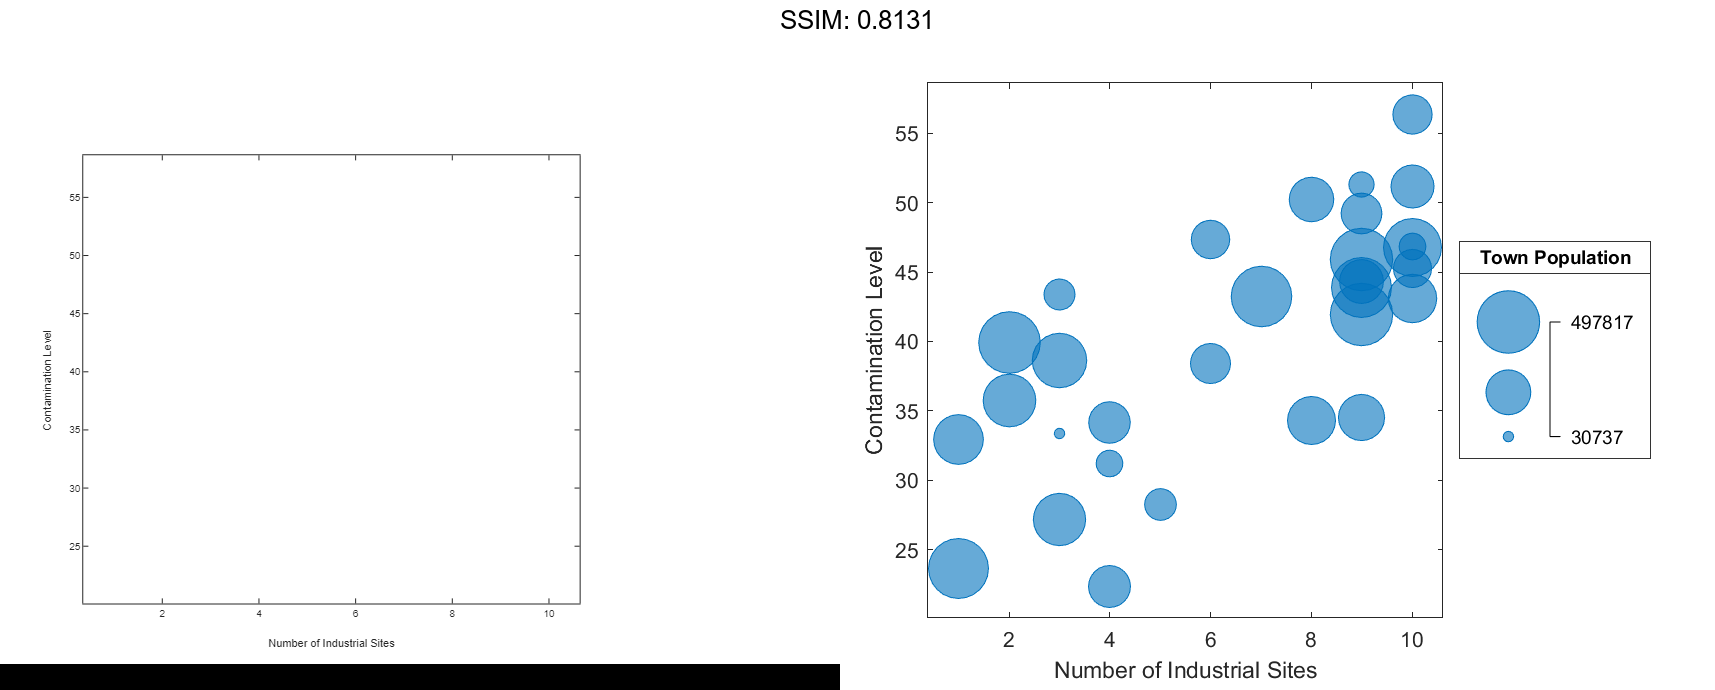 SSIM: 0.8131
55
50
45
40
35
30
25
Contamination Level
2 4 6 8 10
Number of Industrial Sites
55
50
45
40
35
30
25
Contamination Level
2 4 6 8 10
Number of Industrial Sites
Town Population
497817
30737